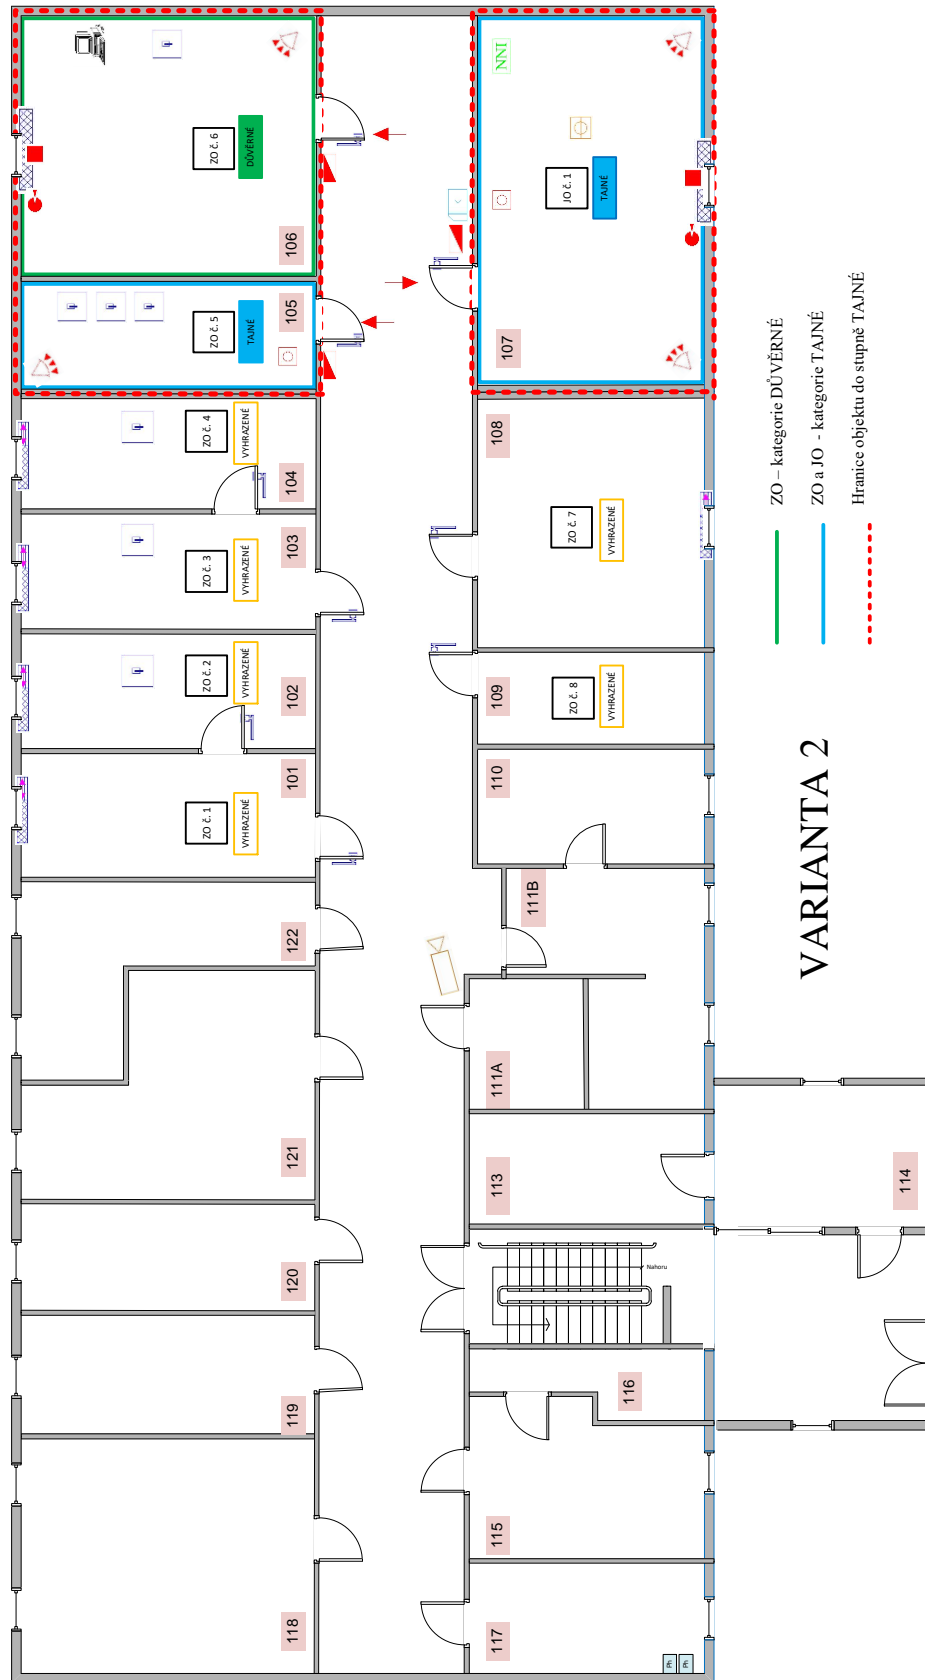 ZO č. 6
DŮVĚRNÉ
106
ZO č. 5
TAJNÉ
105
ZO č. 4
VYHRAZENÉ
104
ZO č. 3
VYHRAZENÉ
103
ZO č. 2
VYHRAZENÉ
102
ZO č. 1
VYHRAZENÉ
101
122
121
120
119
118
NNI
JO č. 1
TAJNÉ
107
108
ZO č. 7
VYHRAZENÉ
109
ZO č. 8
VYHRAZENÉ
110
111B
111A
113
114
Nahoru
116
115
117
Ph
Ph
ZO – kategorie DŮVĚRNÉ
ZO a JO - kategorie TAJNÉ
Hranice objektu do stupně TAJNÉ
VARIANTA 2